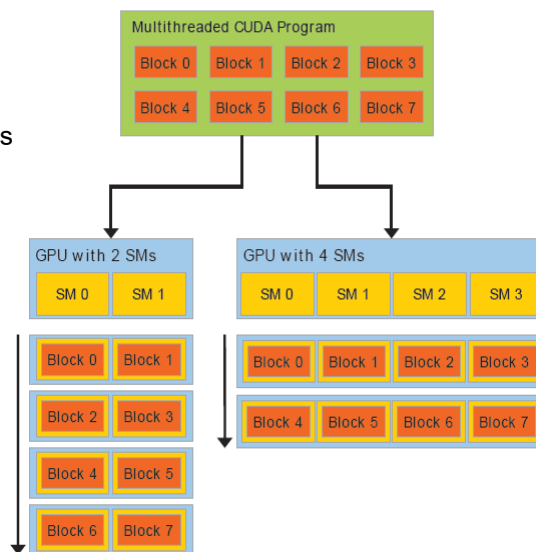 Multithreaded CUDA Program
Block 0 Block 1 Block 2 Block 3
Block 4 Block 5 Block 6 Block 7
s
GPU with 2 SMs
SM 0 SM 1
Block 0 Block 1
Block 2 Block 3
Block 4 Block 5
Block 6 Block 7
GPU with 4 SMs
SM 0 SM 1 SM 2 SM 3
Block 0 Block 1 Block 2 Block 3
Block 4 Block 5 Block 6 Block 7